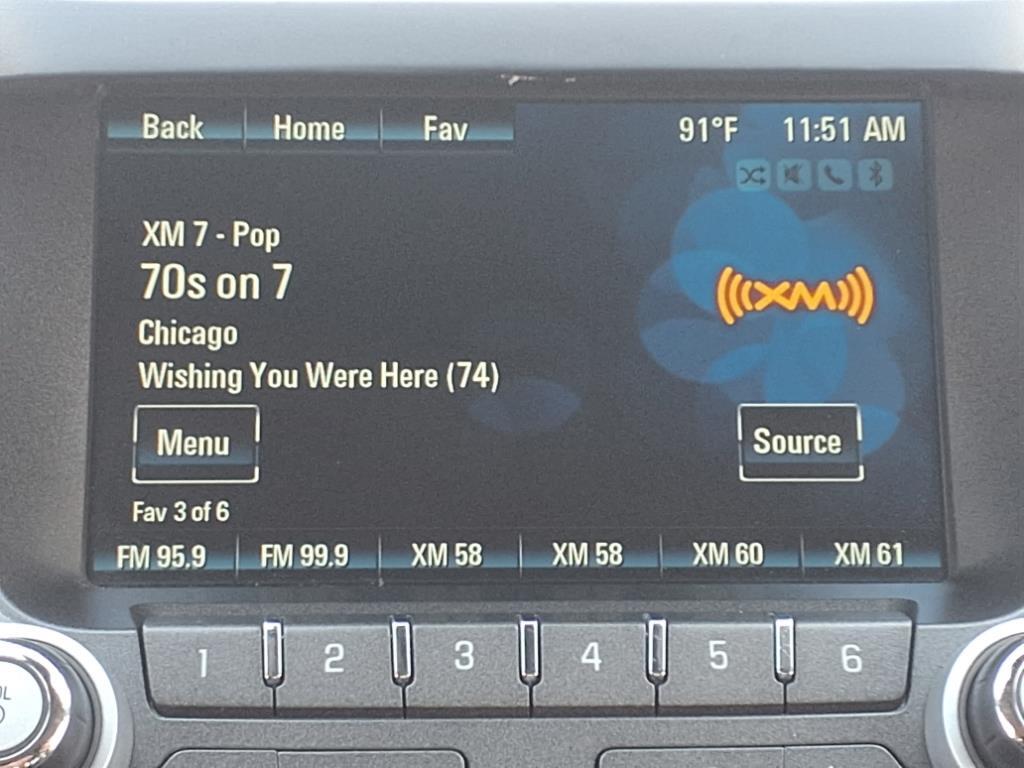 Back Home Fav 91°F 11:51 AM
XM 7 - Pop
70s on 7
XM
Chicago
Wishing You Were Here (74)
Menu Source
Fav 3 of 6
FM 95.9 FM 99.9 XM 58 XM 58 XM 60 XM 61
1 2 3 4 5 6